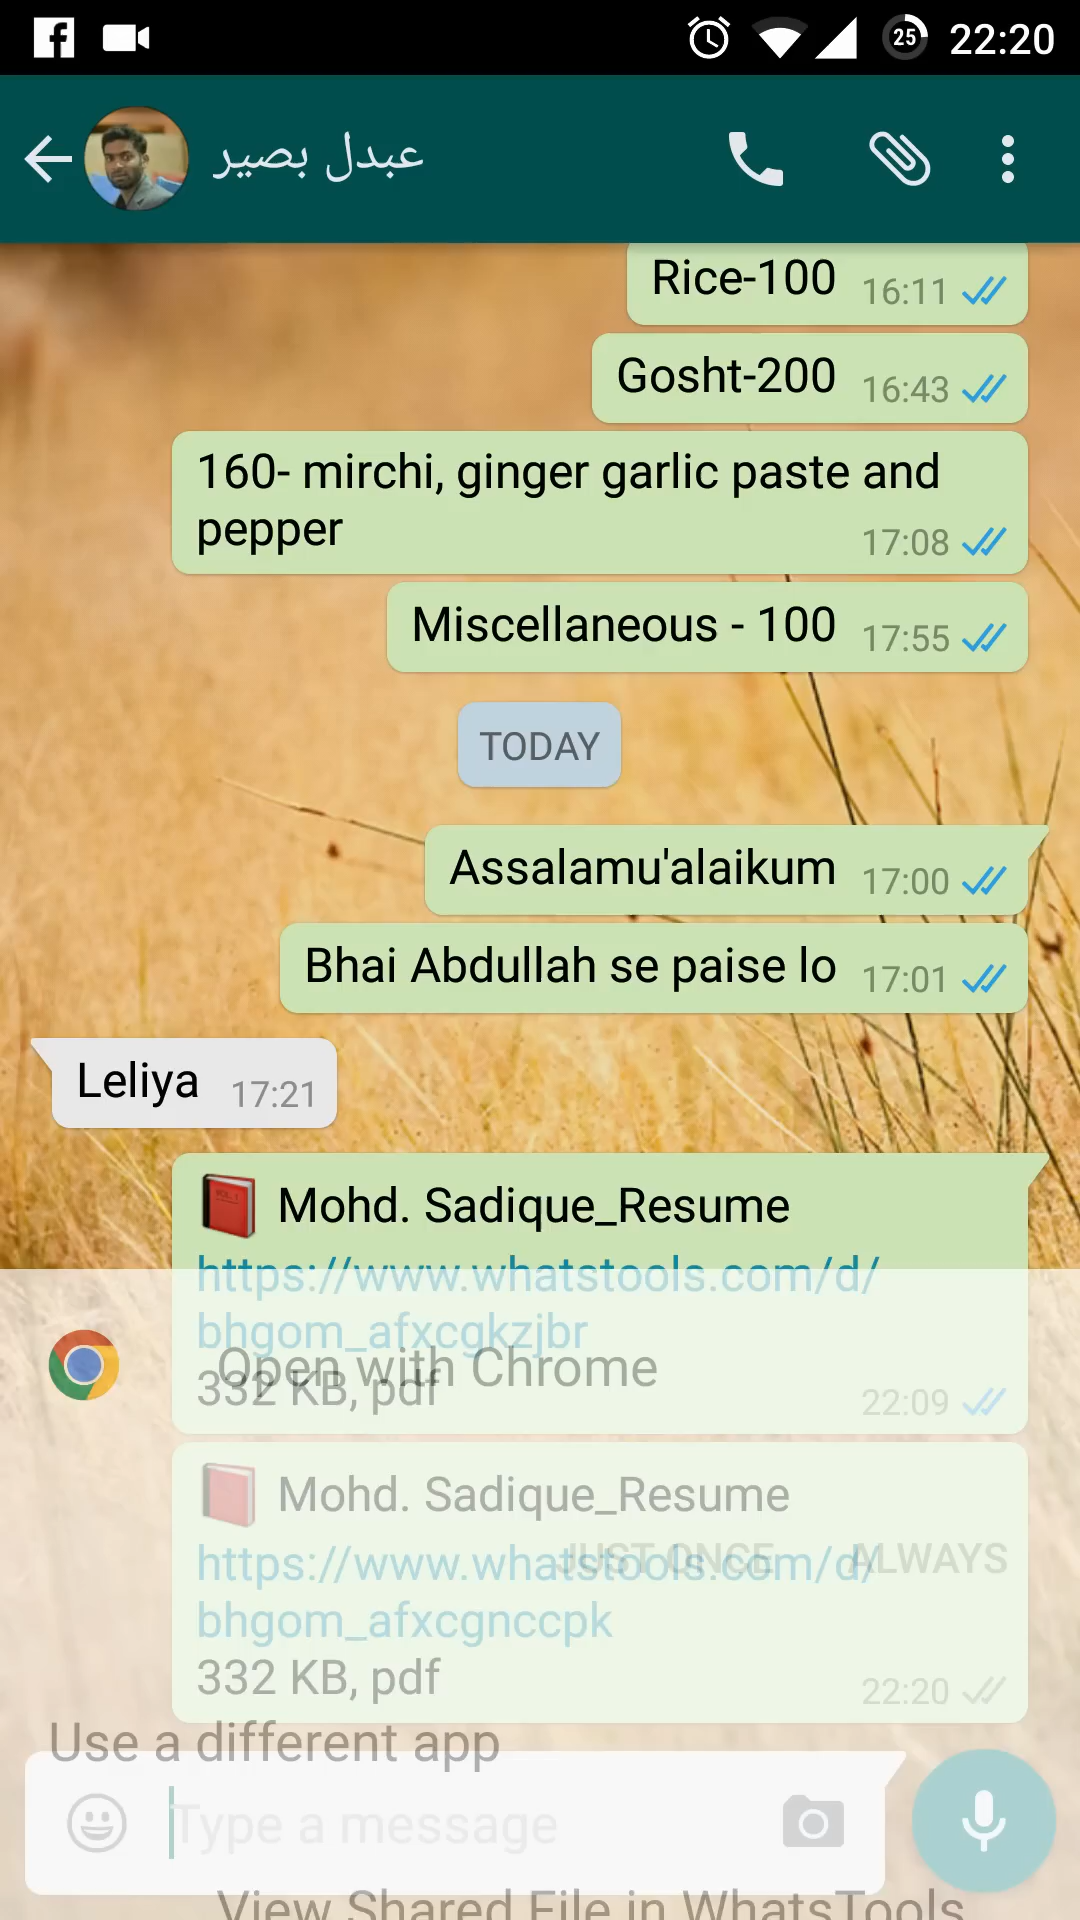 25 22:20
عبدل بصير
Rice-100 16:11
Gosht-200 16:43
160- mirchi, ginger garlic paste and
pepper 17:08
Miscellaneous - 100 17:55
TODAY
Assalamu'alaikum 17:00
Bhai Abdullah se paise lo 17:01
Leliya 17:21
Mohd. Sadique_Resume
https://www.whatstools.com/d/
bhgom_afxcgkzjbr
Open with Chrome
332 KB, pdf 22:09
Mohd. Sadique_Resume
https://www.whatstools.com/d/
JUST ONCE ALWAYS
bhgom_afxcgnccpk
332 KB, pdf 22:20
Use a different app
Type a message
View Shared File in WhatsTools